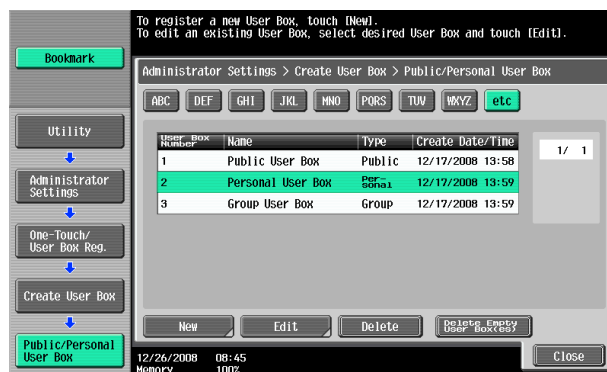 To register a new User Box, touch [New].
To edit an existing User Box, select desired User Box and touch [Edit].
Bookmark
Administrator Settings > Create User Box > Public/Personal User Box
ABC DEF GHI JKL MNO PQRS TUV WXYZ etc
Utility
Administrator
Settings
One-Touch/
User Box Reg.
Create User Box
Public/Personal
User Box
User Box
Number Name Type Create Date/Time
1 Public User Box Public 12/17/2008 13:58
2 Personal User Box Per-
sonal 12/17/2008 13:59
3 Group User Box Group 12/17/2008 13:59
1/ 1
New Edit Delete Delete Empty
User Box(es)
12/26/2008 08:45
Memory 100%
Close